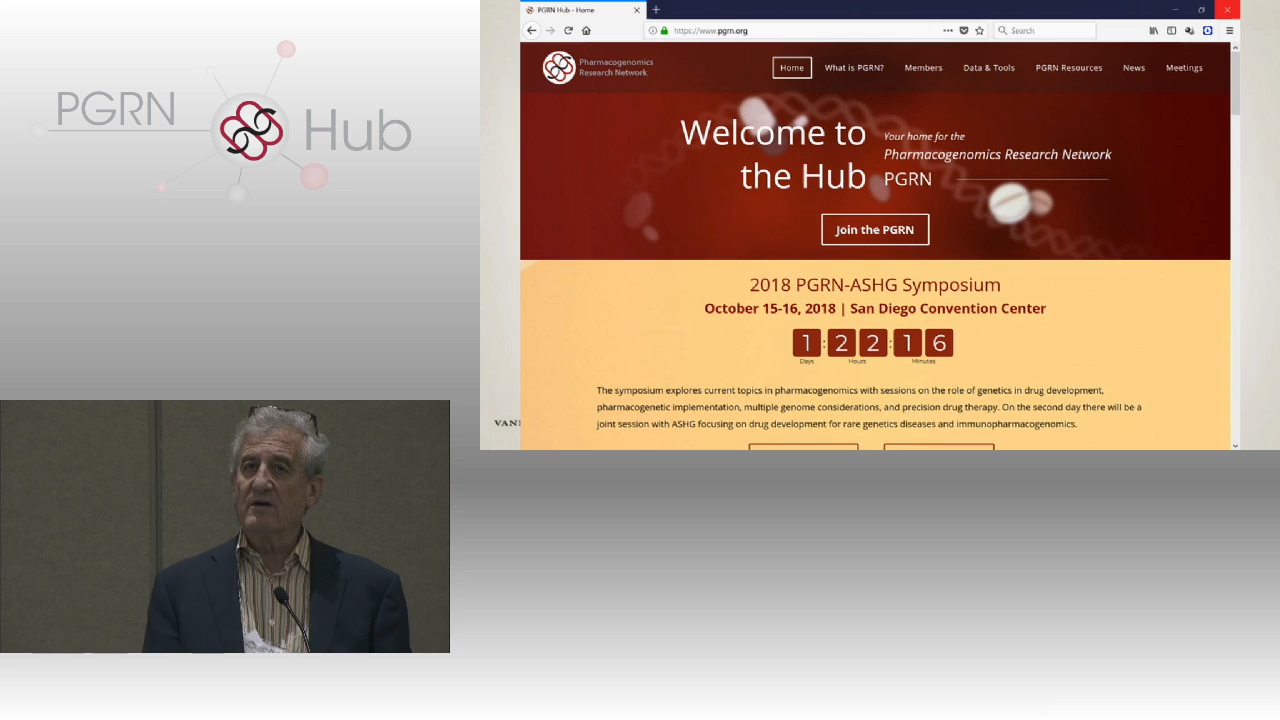 PGRN Hub
PGRN Hub - Home
https://www.pgrn.org
Search
Pharmacogenomics
Research Network
Home What is PGRN? Members Data & Tools PGRN Resources News Meetings
Welcome to
the Hub
Your home for the
Pharmacogenomics Research Network
PGRN
Join the PGRN
2018 PGRN-ASHG Symposium
October 15-16, 2018 | San Diego Convention Center
1:22:16
Days Hours Minutes
The symposium explores current topics in pharmacogenomics with sessions on the role of genetics in drug development,
pharmacogenetic implementation, multiple genome considerations, and precision drug therapy. On the second day there will be a
joint session with ASHG focusing on drug development for rare genetics diseases and immunopharmacogenomics.
VAN